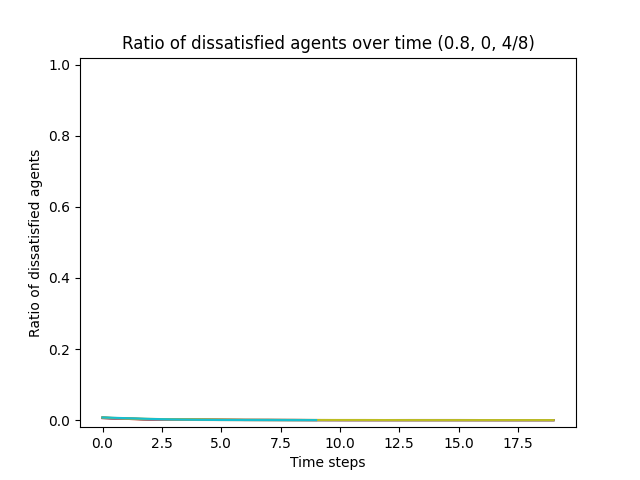 Ratio of dissatisfied agents over time (0.8, 0, 4/8)
1.0
0.8
0.6
0.4
0.2
0.0
Ratio of dissatisfied agents
0.0 2.5 5.0 7.5 10.0 12.5 15.0 17.5
Time steps